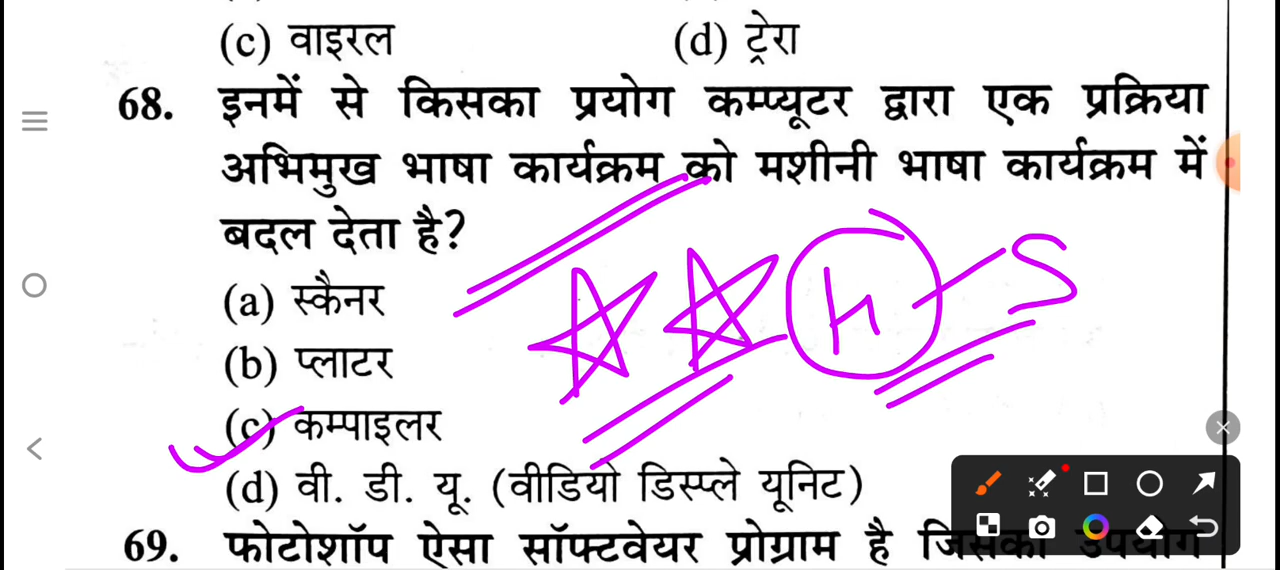 (c) वाइरल (d) ट्रेरा
68. इनमें से किसका प्रयोग कम्प्यूटर द्वारा एक प्रक्रिया
अभिमुख भाषा कार्यक्रम को मशीनी भाषा कार्यक्रम में
बदल देता है?
(a) स्कैनर
H - S
(b) प्लाटर
(c) कम्पाइलर
(d) वी. डी. यू. (वीडियो डिस्प्ले यूनिट)
69. फोटोशॉप ऐसा सॉफ्टवेयर प्रोग्राम है जिसका उपयोग